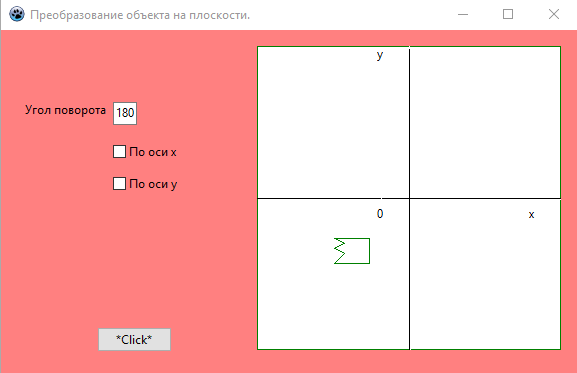 Преобразование объекта на плоскости.
y
Угол поворота 180
По оси x
По оси y
0
x
*Click*